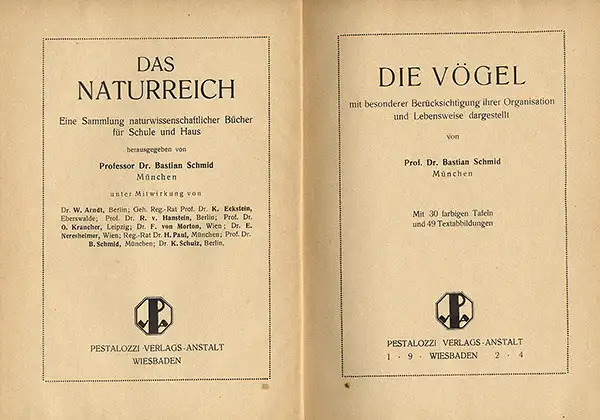 DAS
NATURREICH
Eine Sammlung naturwissenschaftlicher Bücher
für Schule und Haus
herausgegeben von
Professor Dr. Bastian Schmid
München
unter Mitwirkung von
Dr. W. Arndt, Berlin; Geh. Reg.-Rat Prof. Dr. K. Eckstein,
Eberswalde; Prof. Dr. R. v. Hanstein, Berlin; Prof. Dr.
O. Krancher, Leipzig; Dr. F. von Morton, Wien; Dr. E.
Neresheimer, Wien; Reg.-Rat Dr. H. Paul, München; Prof. Dr.
B. Schmid, München; Dr. K. Schulz, Berlin.
PESTALOZZI-VERLAGS-ANSTALT
WIESBADEN
DIE VÖGEL
mit besonderer Berücksichtigung ihrer Organisation
und Lebensweise dargestellt
von
Prof. Dr. Bastian Schmid
München
Mit 30 farbigen Tafeln
und 49 Textabbildungen
PESTALOZZI VERLAGS-ANSTALT
1 · 9 · WIESBADEN 2 · 4